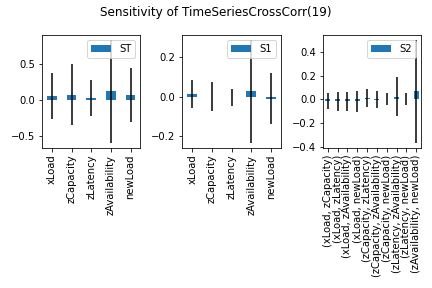 Sensitivity of TimeSeriesCrossCorr(19)
ST
0.5
0.0
−0.5
xLoad
zCapacity
zLatency
zAvailability
newLoad
S1
0.2
0.0
−0.2
xLoad
zCapacity
zLatency
zAvailability
newLoad
S2
0.4
0.2
0.0
−0.2
−0.4
(xLoad, zCapacity)
(xLoad, zLatency)
(xLoad, zAvailability)
(xLoad, newLoad)
(zCapacity, zLatency)
(zCapacity, zAvailability)
(zCapacity, newLoad)
(zLatency, zAvailability)
(zLatency, newLoad)
(zAvailability, newLoad)